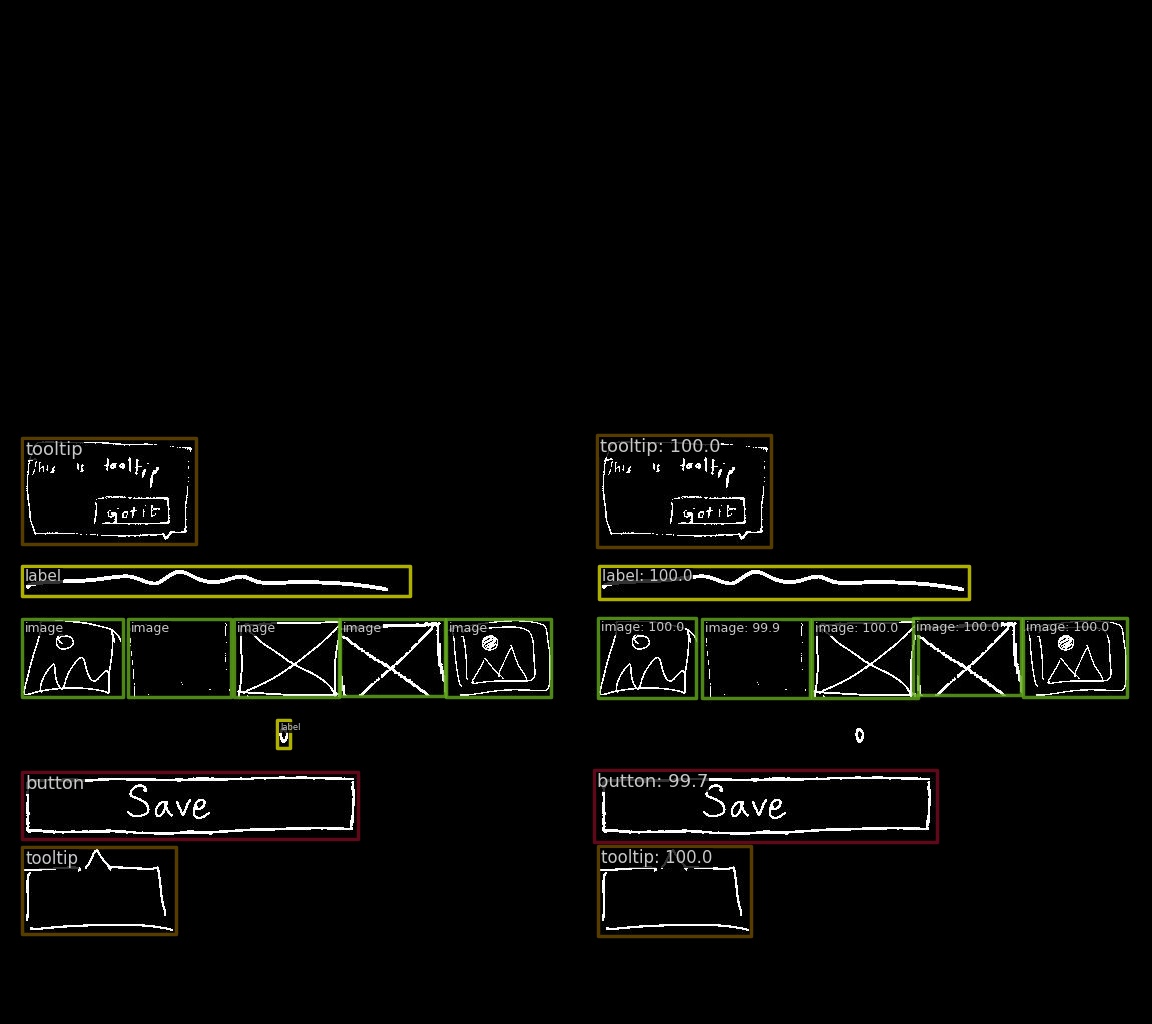 tooltip
This is tooltip
got it
label
image image image image image
label
button
Save
tooltip
tooltip: 100.0
This is tooltip
got it
label: 100.0
image: 100.0 image: 99.9 image: 100.0 image: 100.0 image: 100.0
0
button: 99.7
Save
tooltip: 100.0